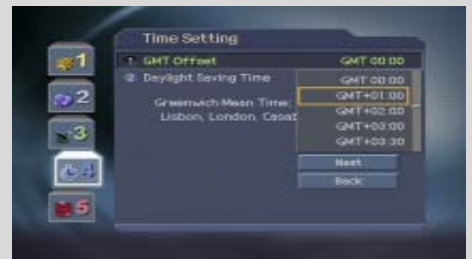 Time Setting
1 GMT Offset GMT 00:00
2 Daylight Saving Time GMT 00:00
GMT+01:00
Greenwich Mean Time;
GMT+02:00
Lisbon, London, Casat
GMT+03:00
GMT+03:30
Next
Back
1
2
3
4
5